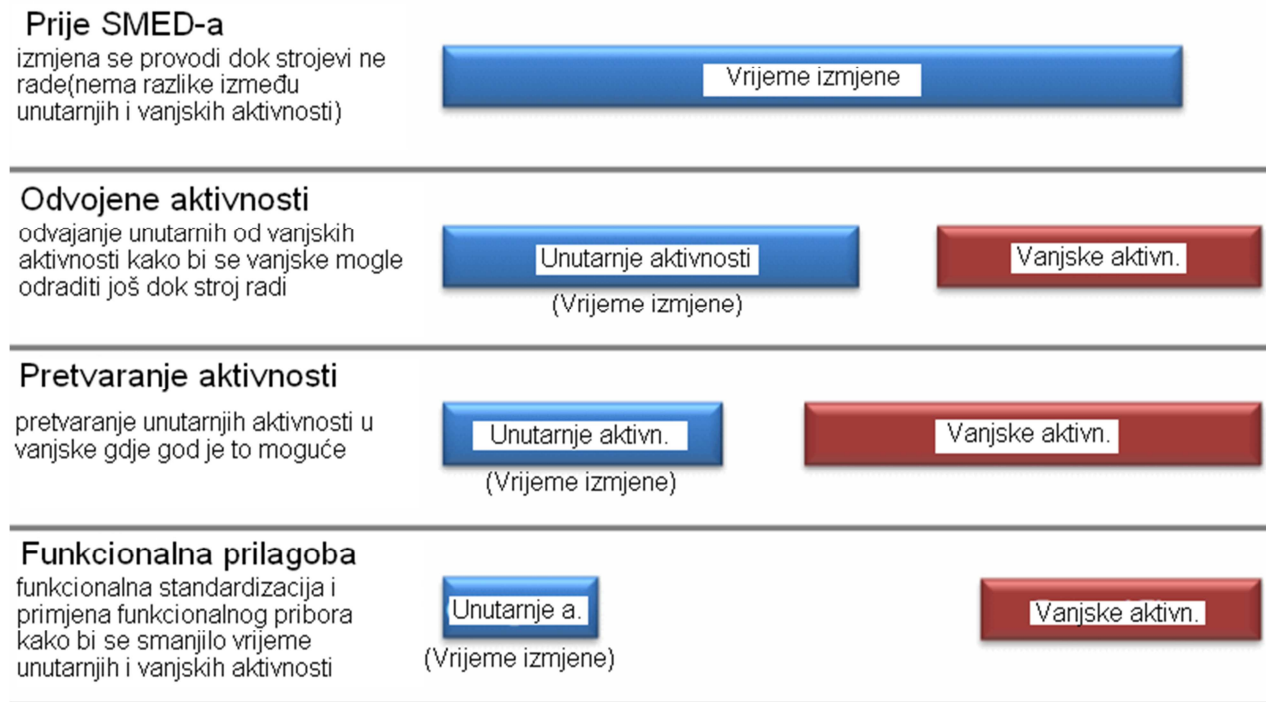 Prije SMED-a
izmjena se provodi dok strojevi ne
rade(nema razlike između
unutarnjih i vanjskih aktivnosti)
Vrijeme izmjene
Odvojene aktivnosti
odvajanje unutarnih od vanjskih
aktivnosti kako bi se vanjske mogle
odraditi još dok stroj radi
Unutarnje aktivnosti
(Vrijeme izmjene)
Vanjske aktivn.
Pretvaranje aktivnosti
pretvaranje unutarnjih aktivnosti u
vanjske gdje god je to moguće
Unutarnje aktivn.
(Vrijeme izmjene)
Vanjske aktivn.
Funkcionalna prilagoba
funkcionalna standardizacija i
primjena funkcionalnog pribora
kako bi se smanjilo vrijeme
unutarnjih i vanjskih aktivnosti
Unutarnje a.
(Vrijeme izmjene)
Vanjske aktivn.